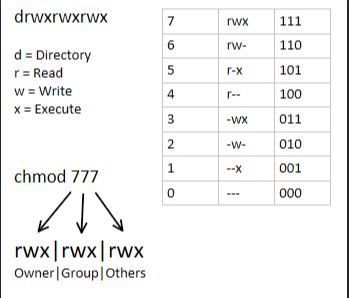 drwxrwxrwx
d = Directory
r = Read
w = Write
x = Execute
7 rwx 111
6 rw- 110
5 r-x 101
4 r-- 100
3 -wx 011
2 -w- 010
1 --x 001
0 --- 000
chmod 777
rwx|rwx|rwx
Owner|Group|Others